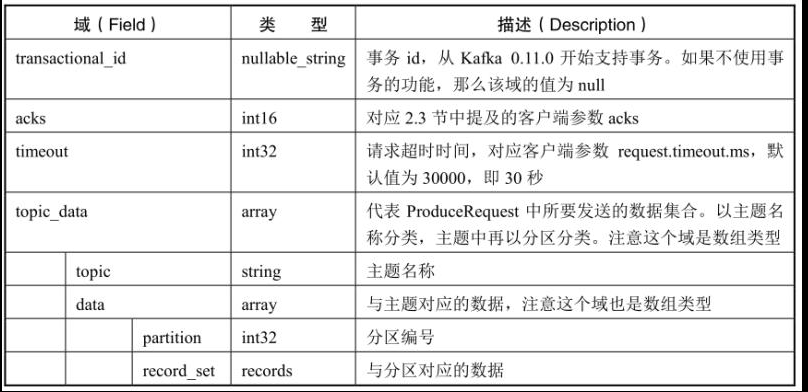 域（Field） 类 型 描述（Description）
transactional_id nullable_string 事务 id，从 Kafka 0.11.0 开始支持事务。如果不使用事
务的功能，那么该域的值为 null
acks int16 对应 2.3 节中提及的客户端参数 acks
timeout int32 请求超时时间，对应客户端参数 request.timeout.ms，默
认值为 30000，即 30 秒
topic_data array 代表 ProduceRequest 中所要发送的数据集合。以主题名
称分类，主题中再以分区分类。注意这个域是数组类型
topic string 主题名称
data array 与主题对应的数据，注意这个域也是数组类型
partition int32 分区编号
record_set records 与分区对应的数据